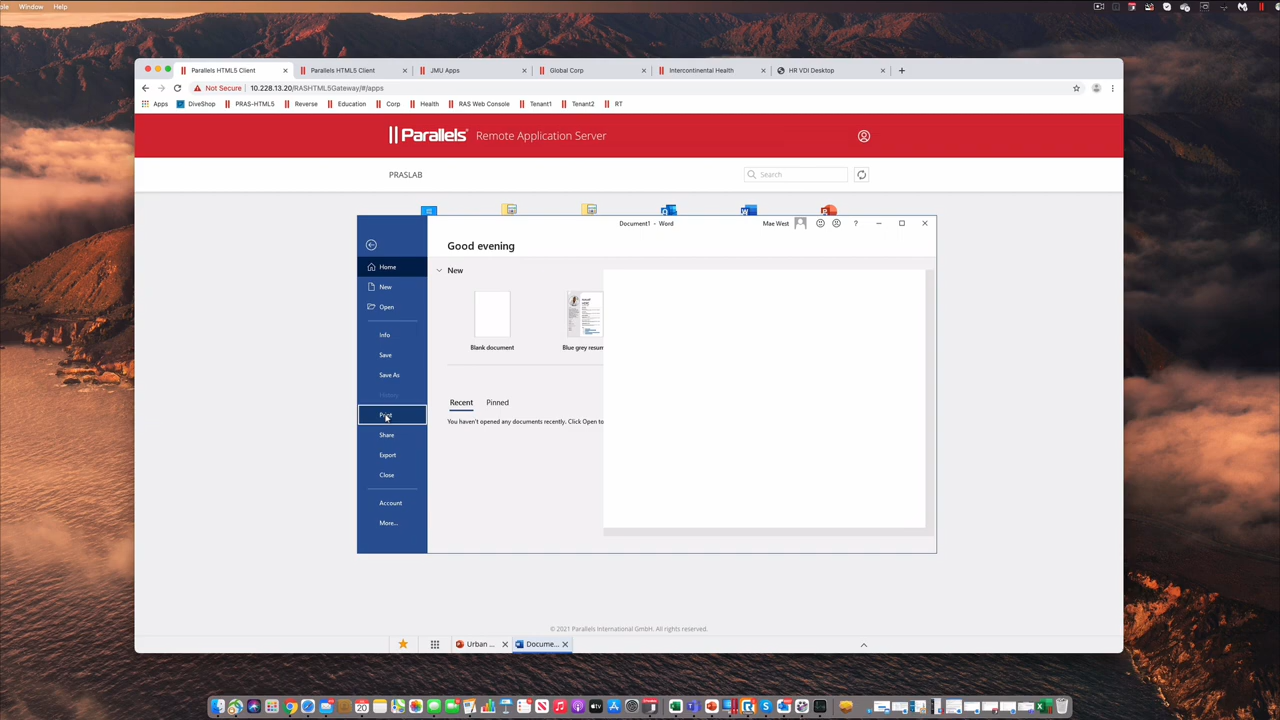 Window Help
Parallels HTML5 Client
Parallels HTML5 Client
JMU Apps
Global Corp
Intercontinental Health
HR VDI Desktop
Not Secure 10.228.13.20/RASHTML5Gateway/#/apps
Apps DiveShop PRAS-HTML5 Reverse Education Corp Health RAS Web Console Tenant1 Tenant2 RT
Parallels Remote Application Server
PRASLAB
Search
Document1 - Word
Mae West
Good evening
Home
New
Open
Info
Save
Save As
History
Print
Share
Export
Close
Account
More...
New
Blank document
Blue grey resum
Recent Pinned
You haven't opened any documents recently. Click Open to
© 2021 Parallels International GmbH. All rights reserved.
Urban ...
Docume...